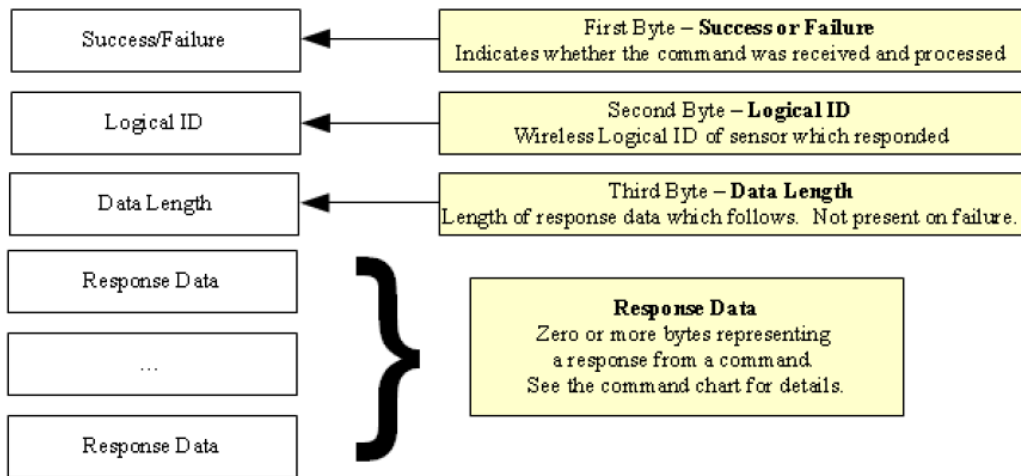 Success/Failure
First Byte – Success or Failure
Indicates whether the command was received and processed
Logical ID
Second Byte – Logical ID
Wireless Logical ID of sensor which responded
Data Length
Third Byte – Data Length
Length of response data which follows. Not present on failure.
Response Data
...
Response Data
Response Data
Zero or more bytes representing
a response from a command.
See the command chart for details.